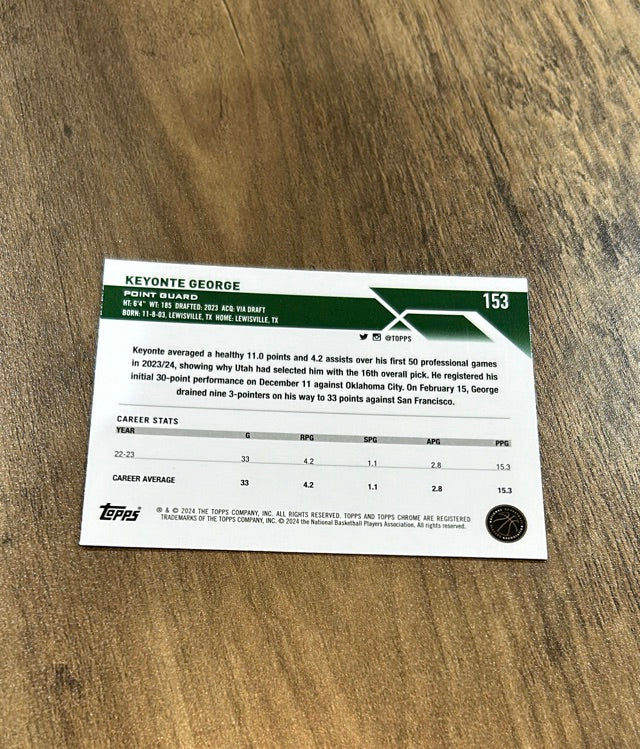 KEYONTE GEORGE
POINT GUARD
153
HT: 6'4" WT: 185 DRAFTED: 2023 ACQ: VIA DRAFT
BORN: 11-8-03, LEWISVILLE, TX HOME: LEWISVILLE, TX
@TOPPS
Keyonte averaged a healthy 11.0 points and 4.2 assists over his first 50 professional games
in 2023/24, showing why Utah had selected him with the 16th overall pick. He registered his
initial 30-point performance on December 11 against Oklahoma City. On February 15, George
drained nine 3-pointers on his way to 33 points against San Francisco.
CAREER STATS
YEAR G RPG SPG APG PPG
22-23 33 4.2 1.1 2.8 15.3
CAREER AVERAGE 33 4.2 1.1 2.8 15.3
Topps
® & © 2024 THE TOPPS COMPANY, INC. ALL RIGHTS RESERVED. TOPPS AND TOPPS CHROME ARE REGISTERED
TRADEMARKS OF THE TOPPS COMPANY, INC. © 2024 the National Basketball Players Association. All rights reserved.